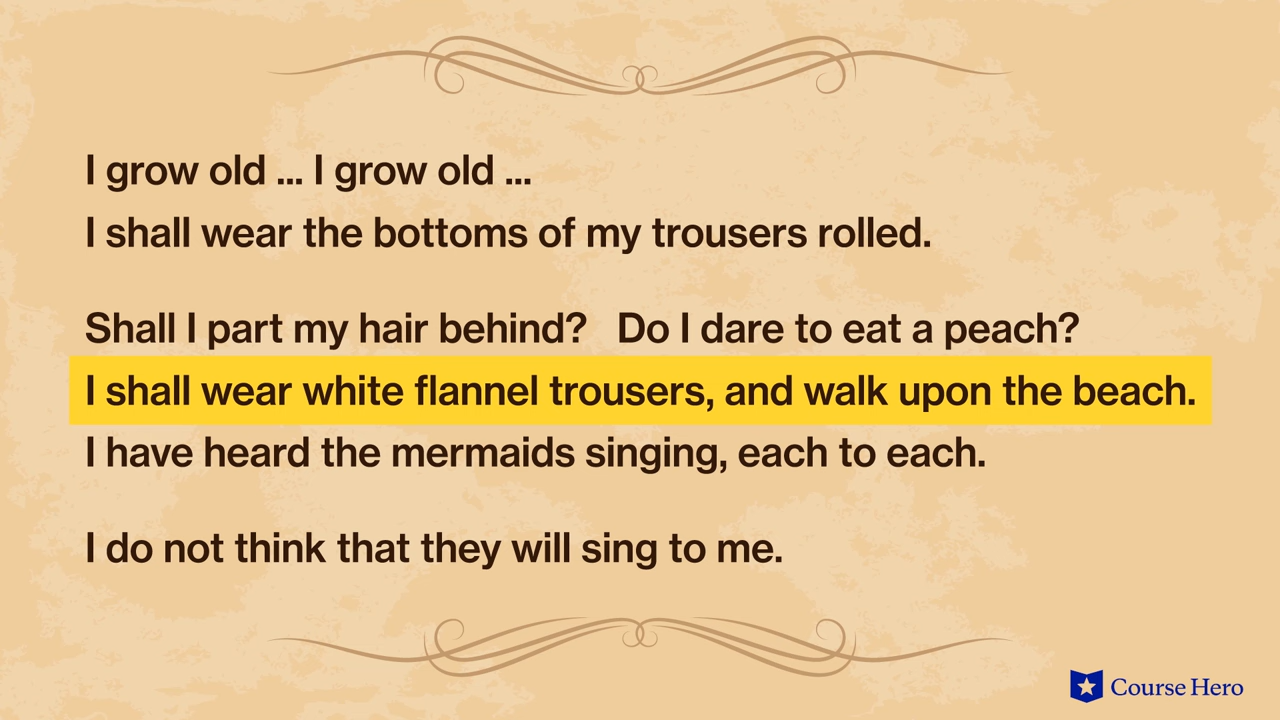 I grow old ... I grow old ...
I shall wear the bottoms of my trousers rolled.
Shall I part my hair behind?   Do I dare to eat a peach?
I shall wear white flannel trousers, and walk upon the beach.
I have heard the mermaids singing, each to each.
I do not think that they will sing to me.
Course Hero